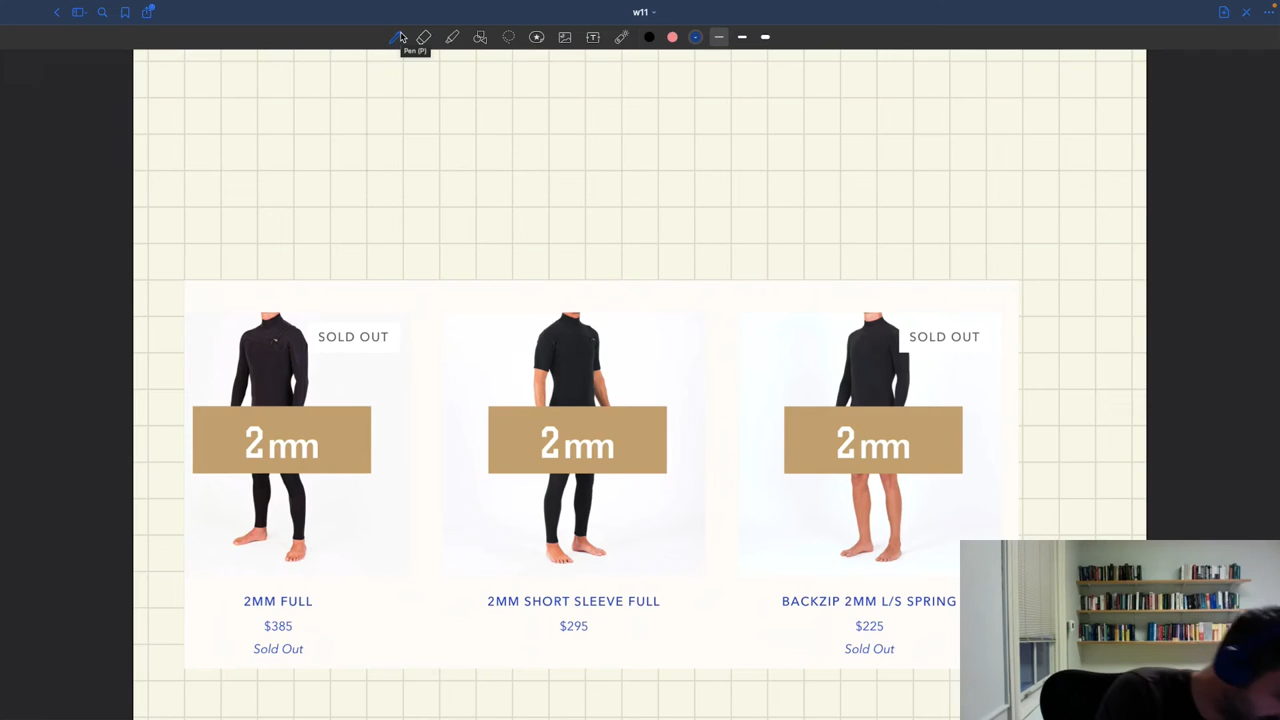 w11
Pen (P)
SOLD OUT
SOLD OUT
2mm
2mm
2mm
2MM FULL
$385
Sold Out
2MM SHORT SLEEVE FULL
$295
BACKZIP 2MM L/S SPRING
$225
Sold Out